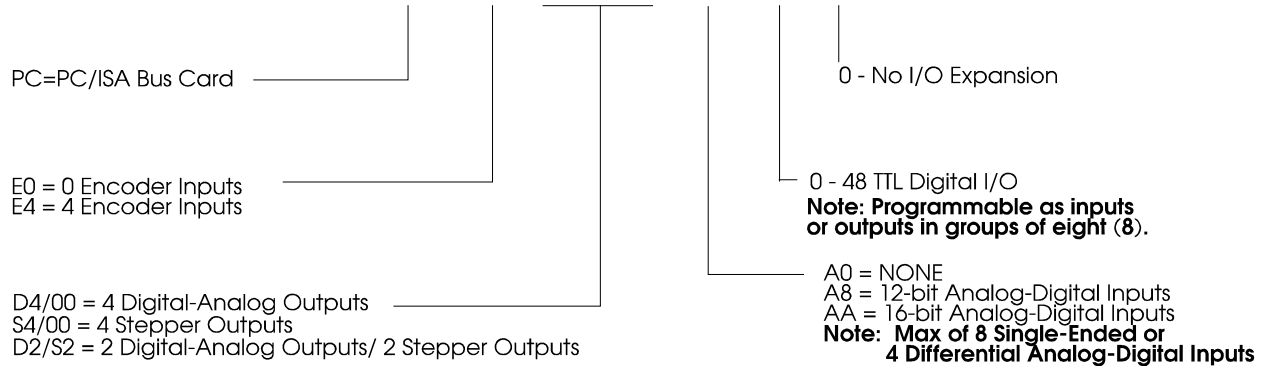 PC=PC/ISA Bus Card
0 - No I/O Expansion
E0 = 0 Encoder Inputs
E4 = 4 Encoder Inputs
0 - 48 TTL Digital I/O
Note: Programmable as inputs
or outputs in groups of eight (8).
D4/00 = 4 Digital-Analog Outputs
S4/00 = 4 Stepper Outputs
D2/S2 = 2 Digital-Analog Outputs/ 2 Stepper Outputs
A0 = NONE
A8 = 12-bit Analog-Digital Inputs
AA = 16-bit Analog-Digital Inputs
Note: Max of 8 Single-Ended or
4 Differential Analog-Digital Inputs